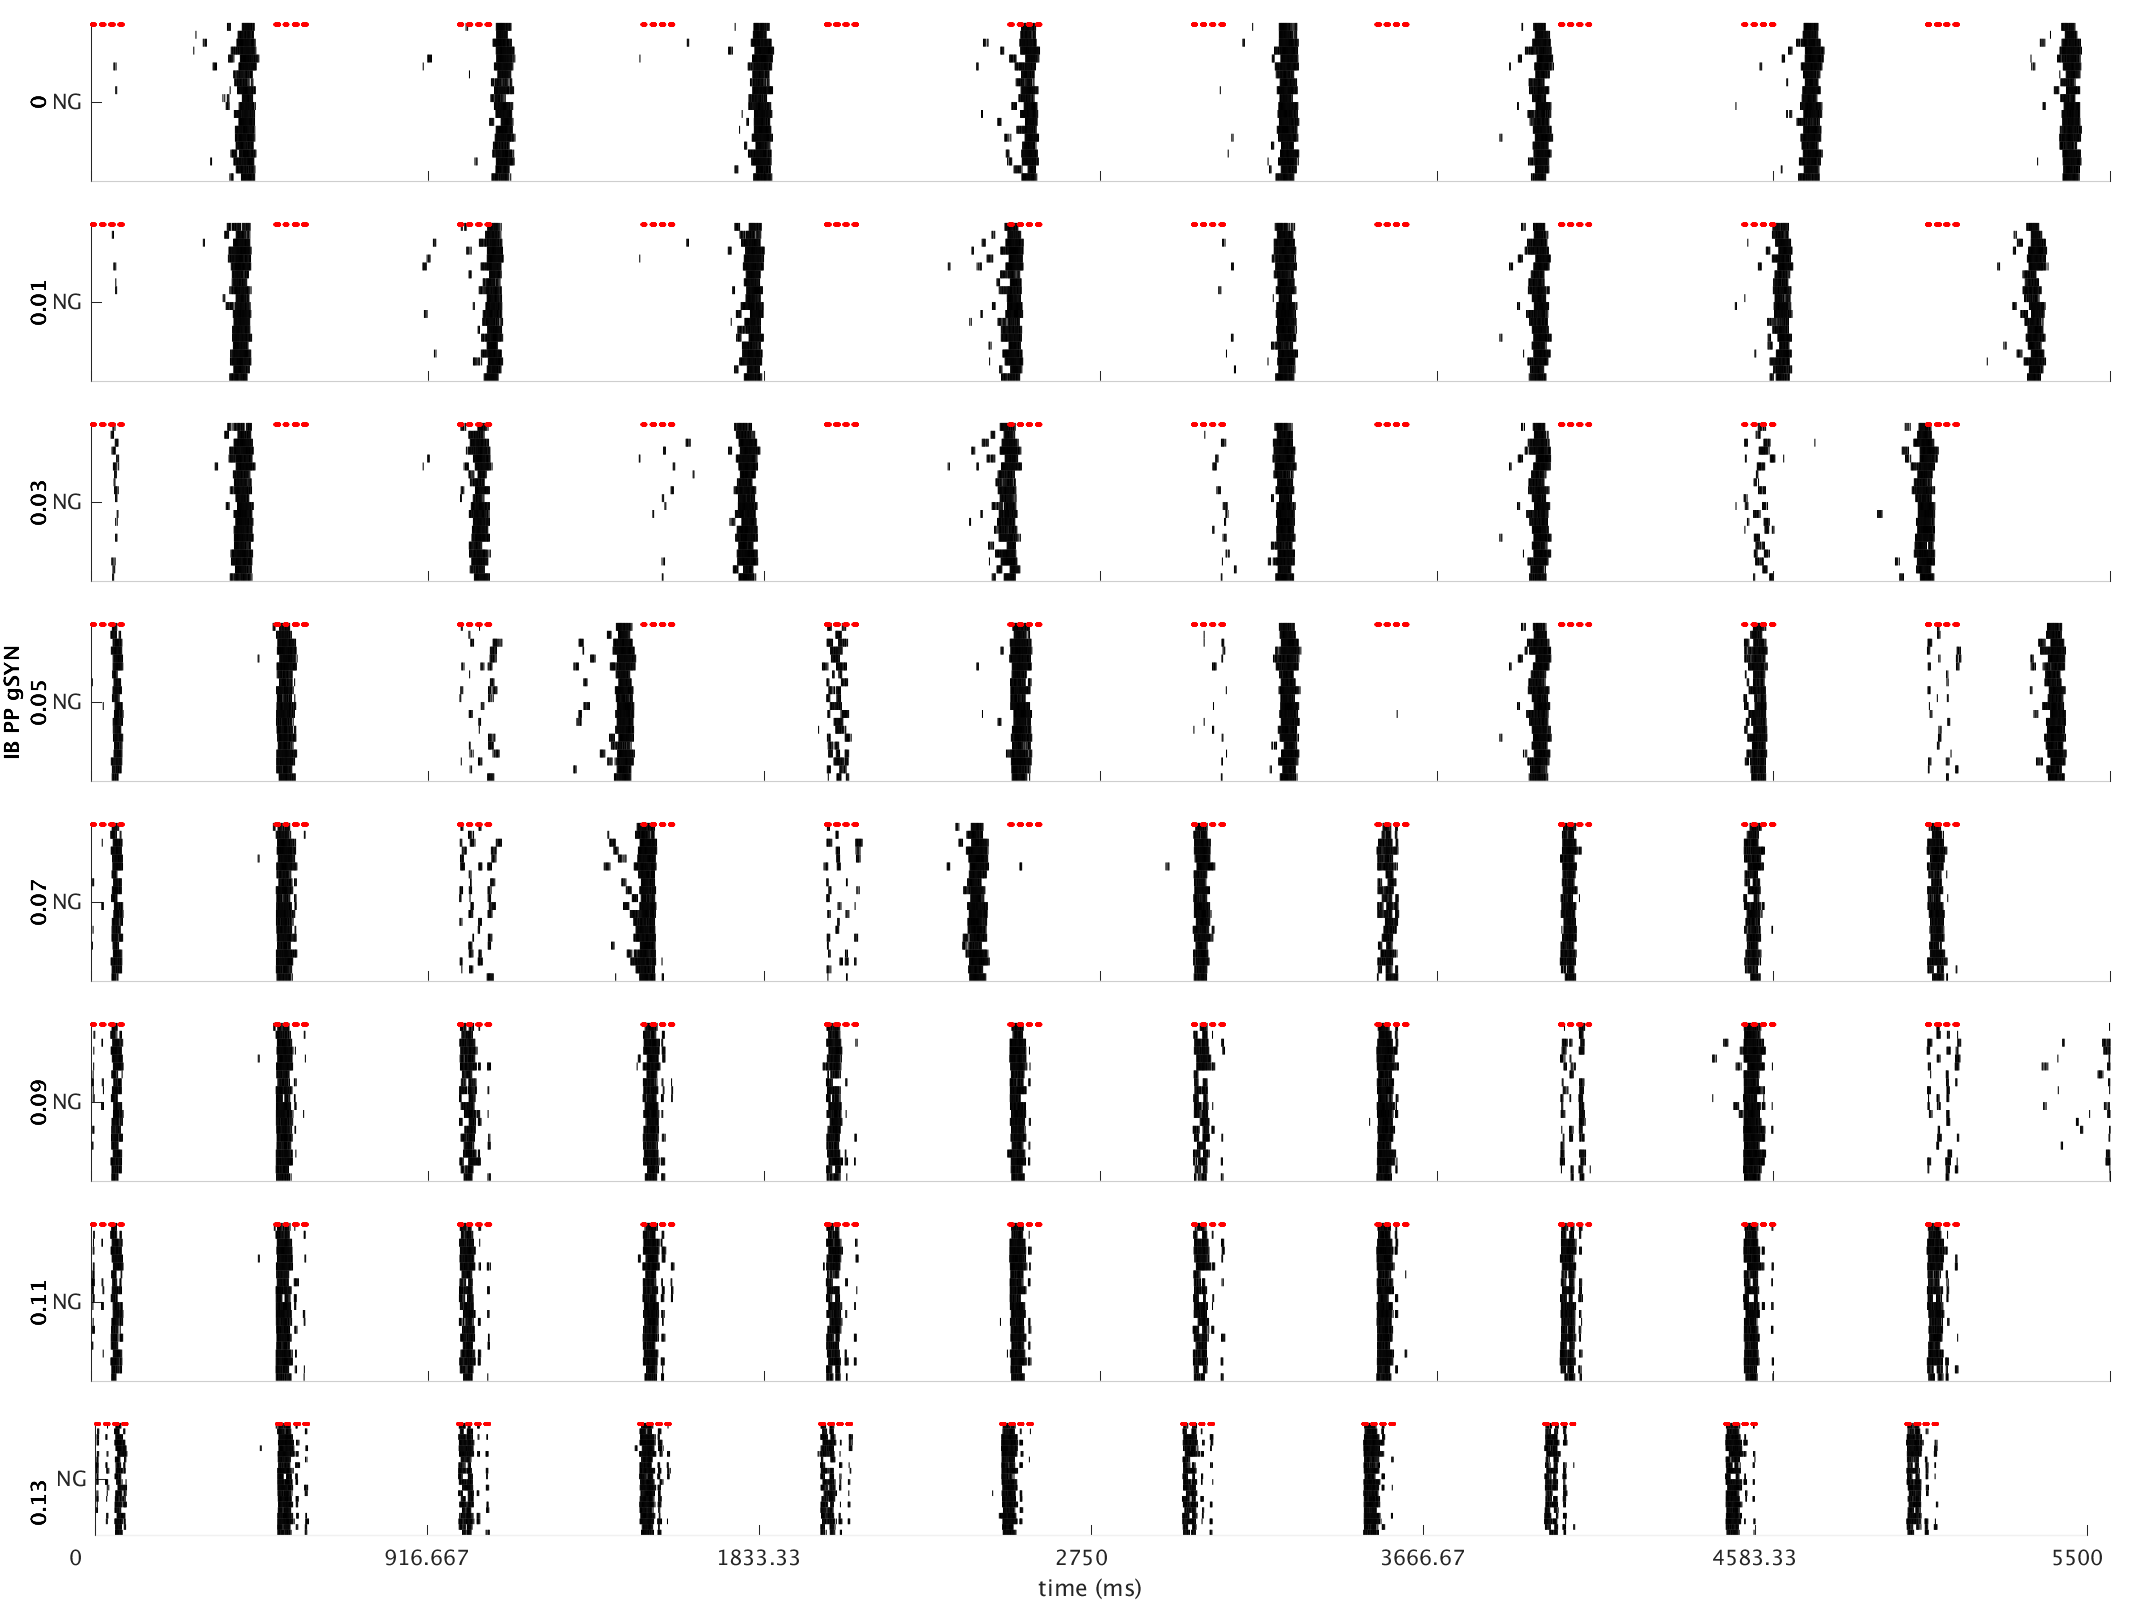 0 NG
0.01 NG
0.03 NG
IB PP gSYN
0.05 NG
0.07 NG
0.09 NG
0.11 NG
0.13 NG
0 916.667 1833.33 2750 3666.67 4583.33 5500
time (ms)